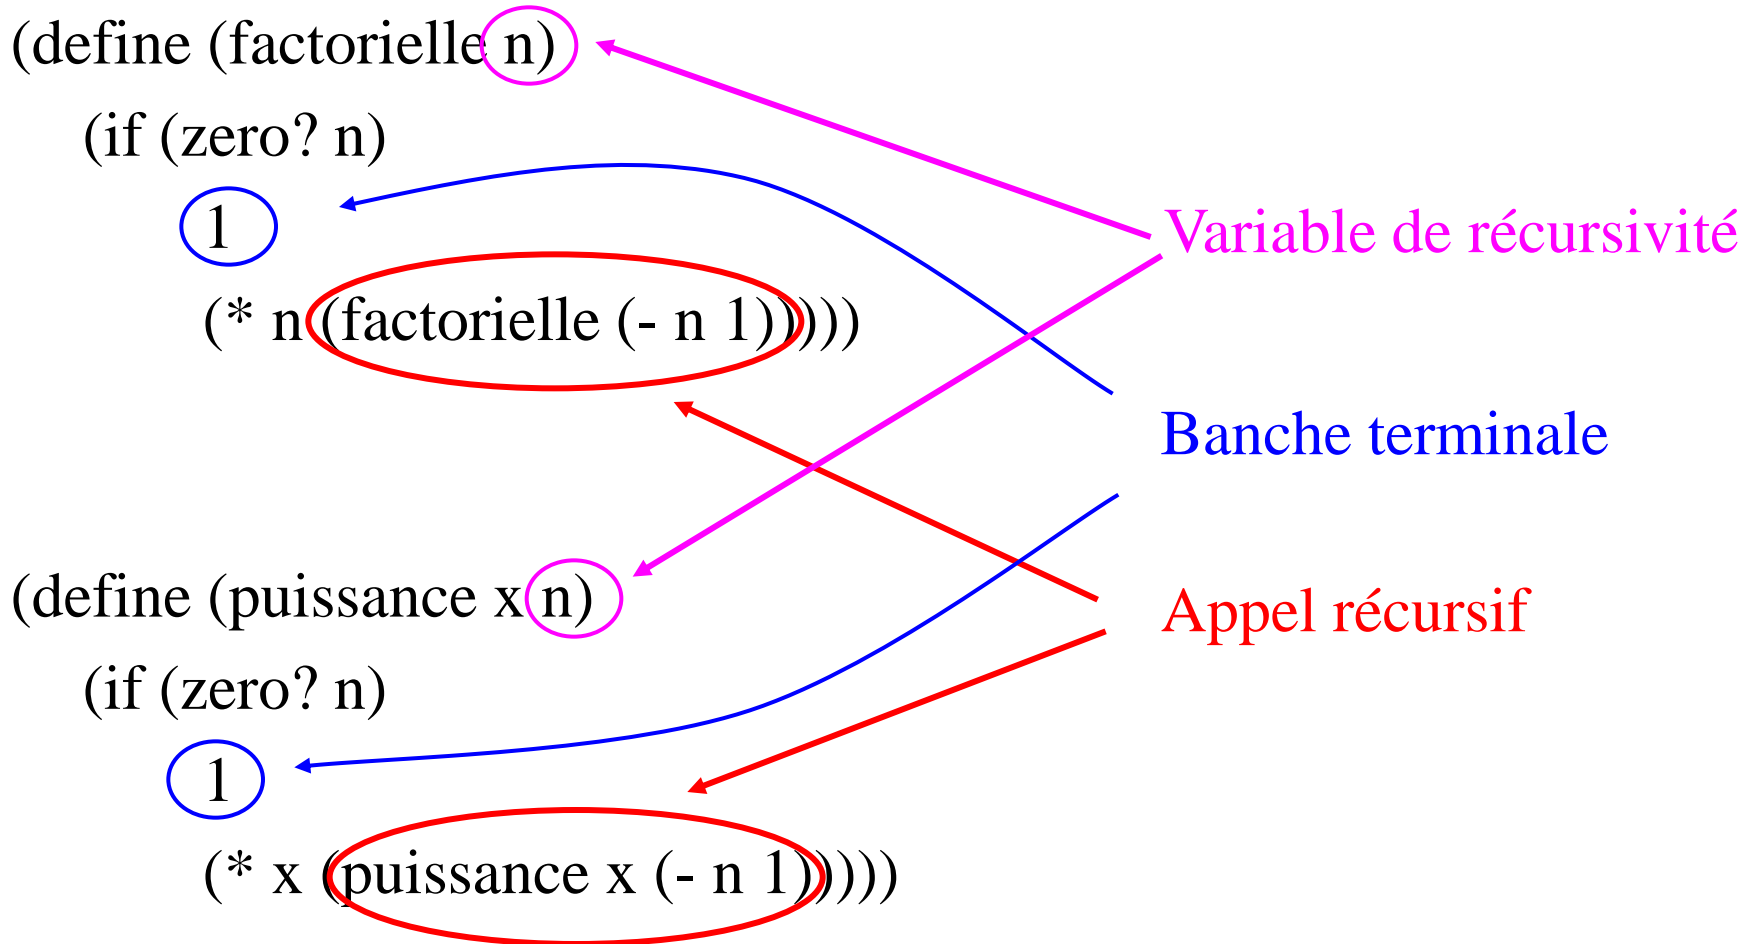 (define (factorielle n)
(if (zero? n)
1
(* n (factorielle (- n 1)))))
Variable de récursivité
Banche terminale
Appel récursif
(define (puissance x n)
(if (zero? n)
1
(* x (puissance x (- n 1)))))